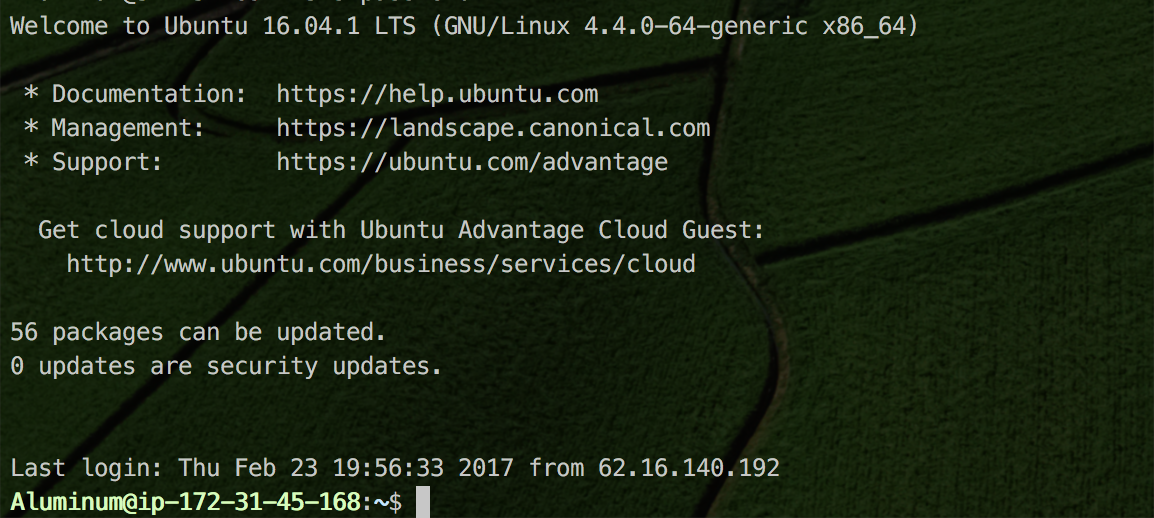 Welcome to Ubuntu 16.04.1 LTS (GNU/Linux 4.4.0-64-generic x86_64)
* Documentation:  https://help.ubuntu.com
* Management:     https://landscape.canonical.com
* Support:        https://ubuntu.com/advantage
Get cloud support with Ubuntu Advantage Cloud Guest:
http://www.ubuntu.com/business/services/cloud
56 packages can be updated.
0 updates are security updates.
Last login: Thu Feb 23 19:56:33 2017 from 62.16.140.192
Aluminum@ip-172-31-45-168:~$